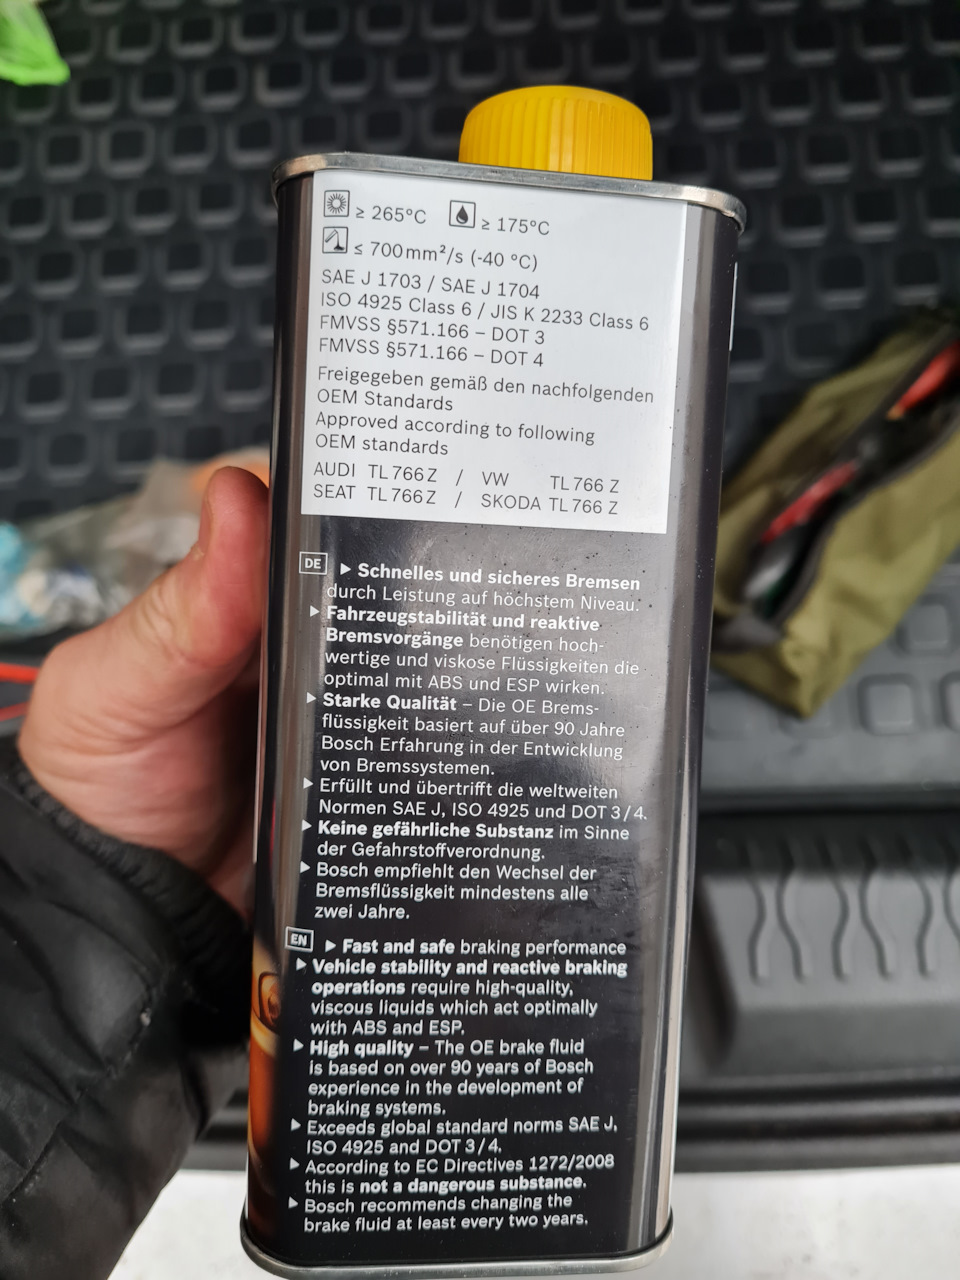 ≥ 265°C ≥ 175°C
≤ 700mm²/s (-40 °C)
SAE J 1703 / SAE J 1704
ISO 4925 Class 6 / JIS K 2233 Class 6
FMVSS §571.166 – DOT 3
FMVSS §571.166 – DOT 4
Freigegeben gemäß den nachfolgenden
OEM Standards
Approved according to following
OEM standards
AUDI TL 766 Z / VW TL 766 Z
SEAT TL 766 Z / SKODA TL 766 Z
DE ▶ Schnelles und sicheres Bremsen
durch Leistung auf höchstem Niveau.
▶ Fahrzeugstabilität und reaktive
Bremsvorgänge benötigen hoch-
wertige und viskose Flüssigkeiten die
optimal mit ABS und ESP wirken.
▶ Starke Qualität – Die OE Brems-
flüssigkeit basiert auf über 90 Jahre
Bosch Erfahrung in der Entwicklung
von Bremssystemen.
▶ Erfüllt und übertrifft die weltweiten
Normen SAE J, ISO 4925 und DOT 3/4.
▶ Keine gefährliche Substanz im Sinne
der Gefahrstoffverordnung.
▶ Bosch empfiehlt den Wechsel der
Bremsflüssigkeit mindestens alle
zwei Jahre.
EN ▶ Fast and safe braking performance
▶ Vehicle stability and reactive braking
operations require high-quality,
viscous liquids which act optimally
with ABS and ESP.
▶ High quality – The OE brake fluid
is based on over 90 years of Bosch
experience in the development of
braking systems.
▶ Exceeds global standard norms SAE J,
ISO 4925 and DOT 3/4.
▶ According to EC Directives 1272/2008
this is not a dangerous substance.
▶ Bosch recommends changing the
brake fluid at least every two years.